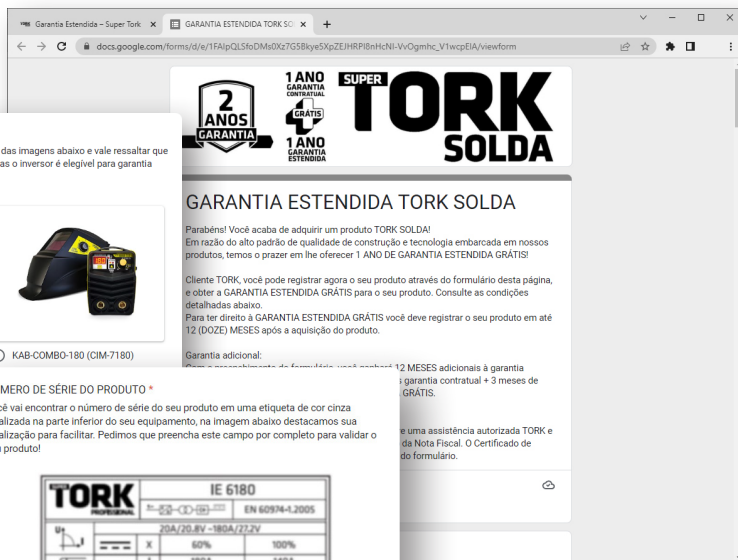 Garantia Estendida – Super Tork
GARANTIA ESTENDIDA TORK SO
docs.google.com/forms/d/e/1FAIpQLSfoDMs0Xz7G5Bkye5XpZEJHRPI8nHcNI-VvOgmhc_V1wcpEIA/viewform
2
ANOS
GARANTIA
1 ANO
GARANTIA
CONTRATUAL
GRÁTIS
1 ANO
GARANTIA
ESTENDIDA
SUPER
TORK
SOLDA
das imagens abaixo e vale ressaltar que
as o inversor é elegível para garantia
KAB-COMBO-180 (CIM-7180)
GARANTIA ESTENDIDA TORK SOLDA
Parabéns! Você acaba de adquirir um produto TORK SOLDA!
Em razão do alto padrão de qualidade de construção e tecnologia embarcada em nossos
produtos, temos o prazer em lhe oferecer 1 ANO DE GARANTIA ESTENDIDA GRÁTIS!
Cliente TORK, você pode registrar agora o seu produto através do formulário desta página,
e obter a GARANTIA ESTENDIDA GRÁTIS para o seu produto. Consulte as condições
detalhadas abaixo.
Para ter direito à GARANTIA ESTENDIDA GRÁTIS você deve registrar o seu produto em até
12 (DOZE) MESES após a aquisição do produto.
Garantia adicional:
12 MESES adicionais à garantia
garantia contratual + 3 meses de
GRÁTIS.
e uma assistência autorizada TORK e
da Nota Fiscal. O Certificado de
do formulário.
MERO DE SÉRIE DO PRODUTO *
cê vai encontrar o número de série do seu produto em uma etiqueta de cor cinza
alizada na parte inferior do seu equipamento, na imagem abaixo destacamos sua
alização para facilitar. Pedimos que preencha este campo por completo para validar o
produto!
SUPER
TORK
PROFESSIONAL
IE 6180
EN 60974-1.2005
20A/20.8V ~180A/27.2V
X 60% 100%